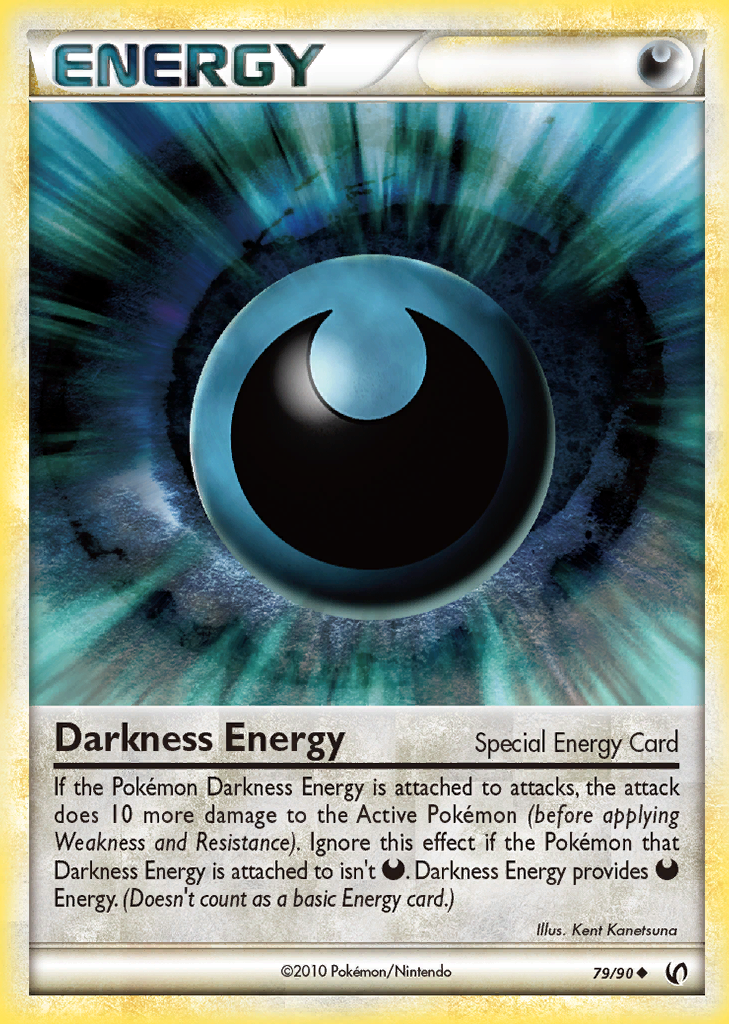 ENERGY
Darkness Energy
Special Energy Card
If the Pokémon Darkness Energy is attached to attacks, the attack
does 10 more damage to the Active Pokémon (before applying
Weakness and Resistance). Ignore this effect if the Pokémon that
Darkness Energy is attached to isn't . Darkness Energy provides
Energy. (Doesn't count as a basic Energy card.)
Illus. Kent Kanetsuna
©2010 Pokémon/Nintendo
79/90